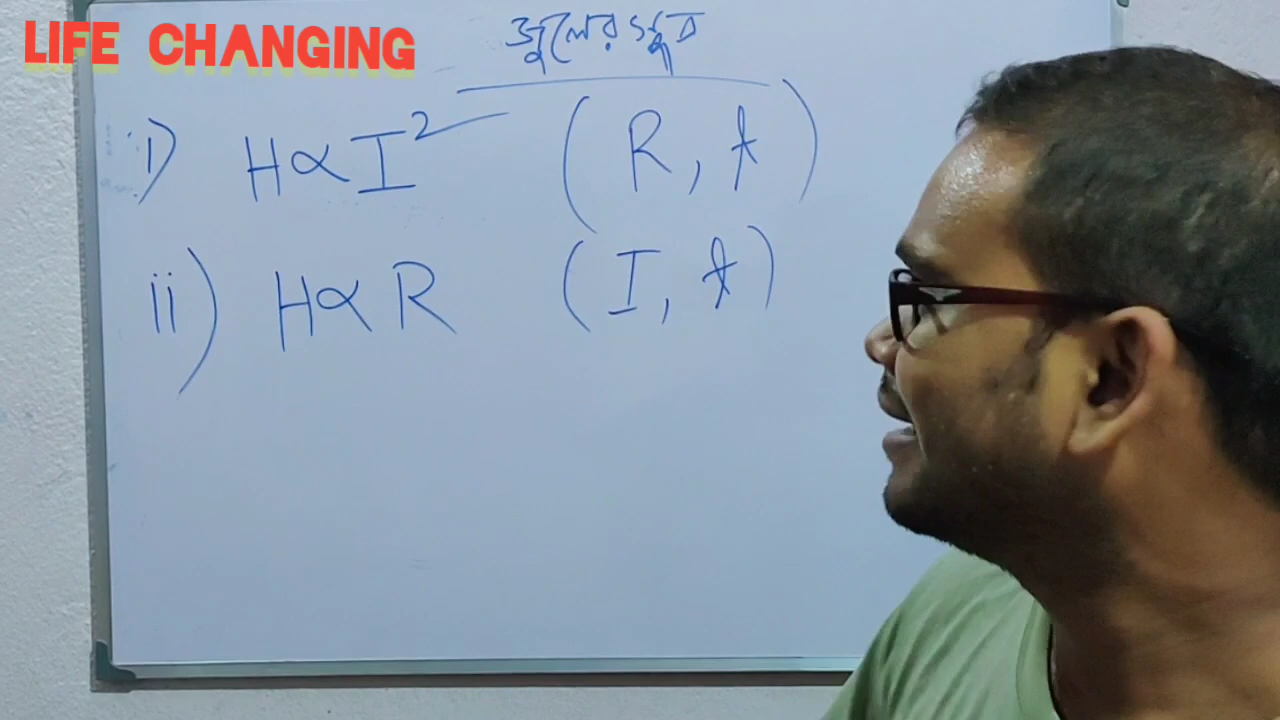 LIFE CHANGING
জুলের সূত্র
i) H∝I² (R, t)
ii) H∝R (I, t)